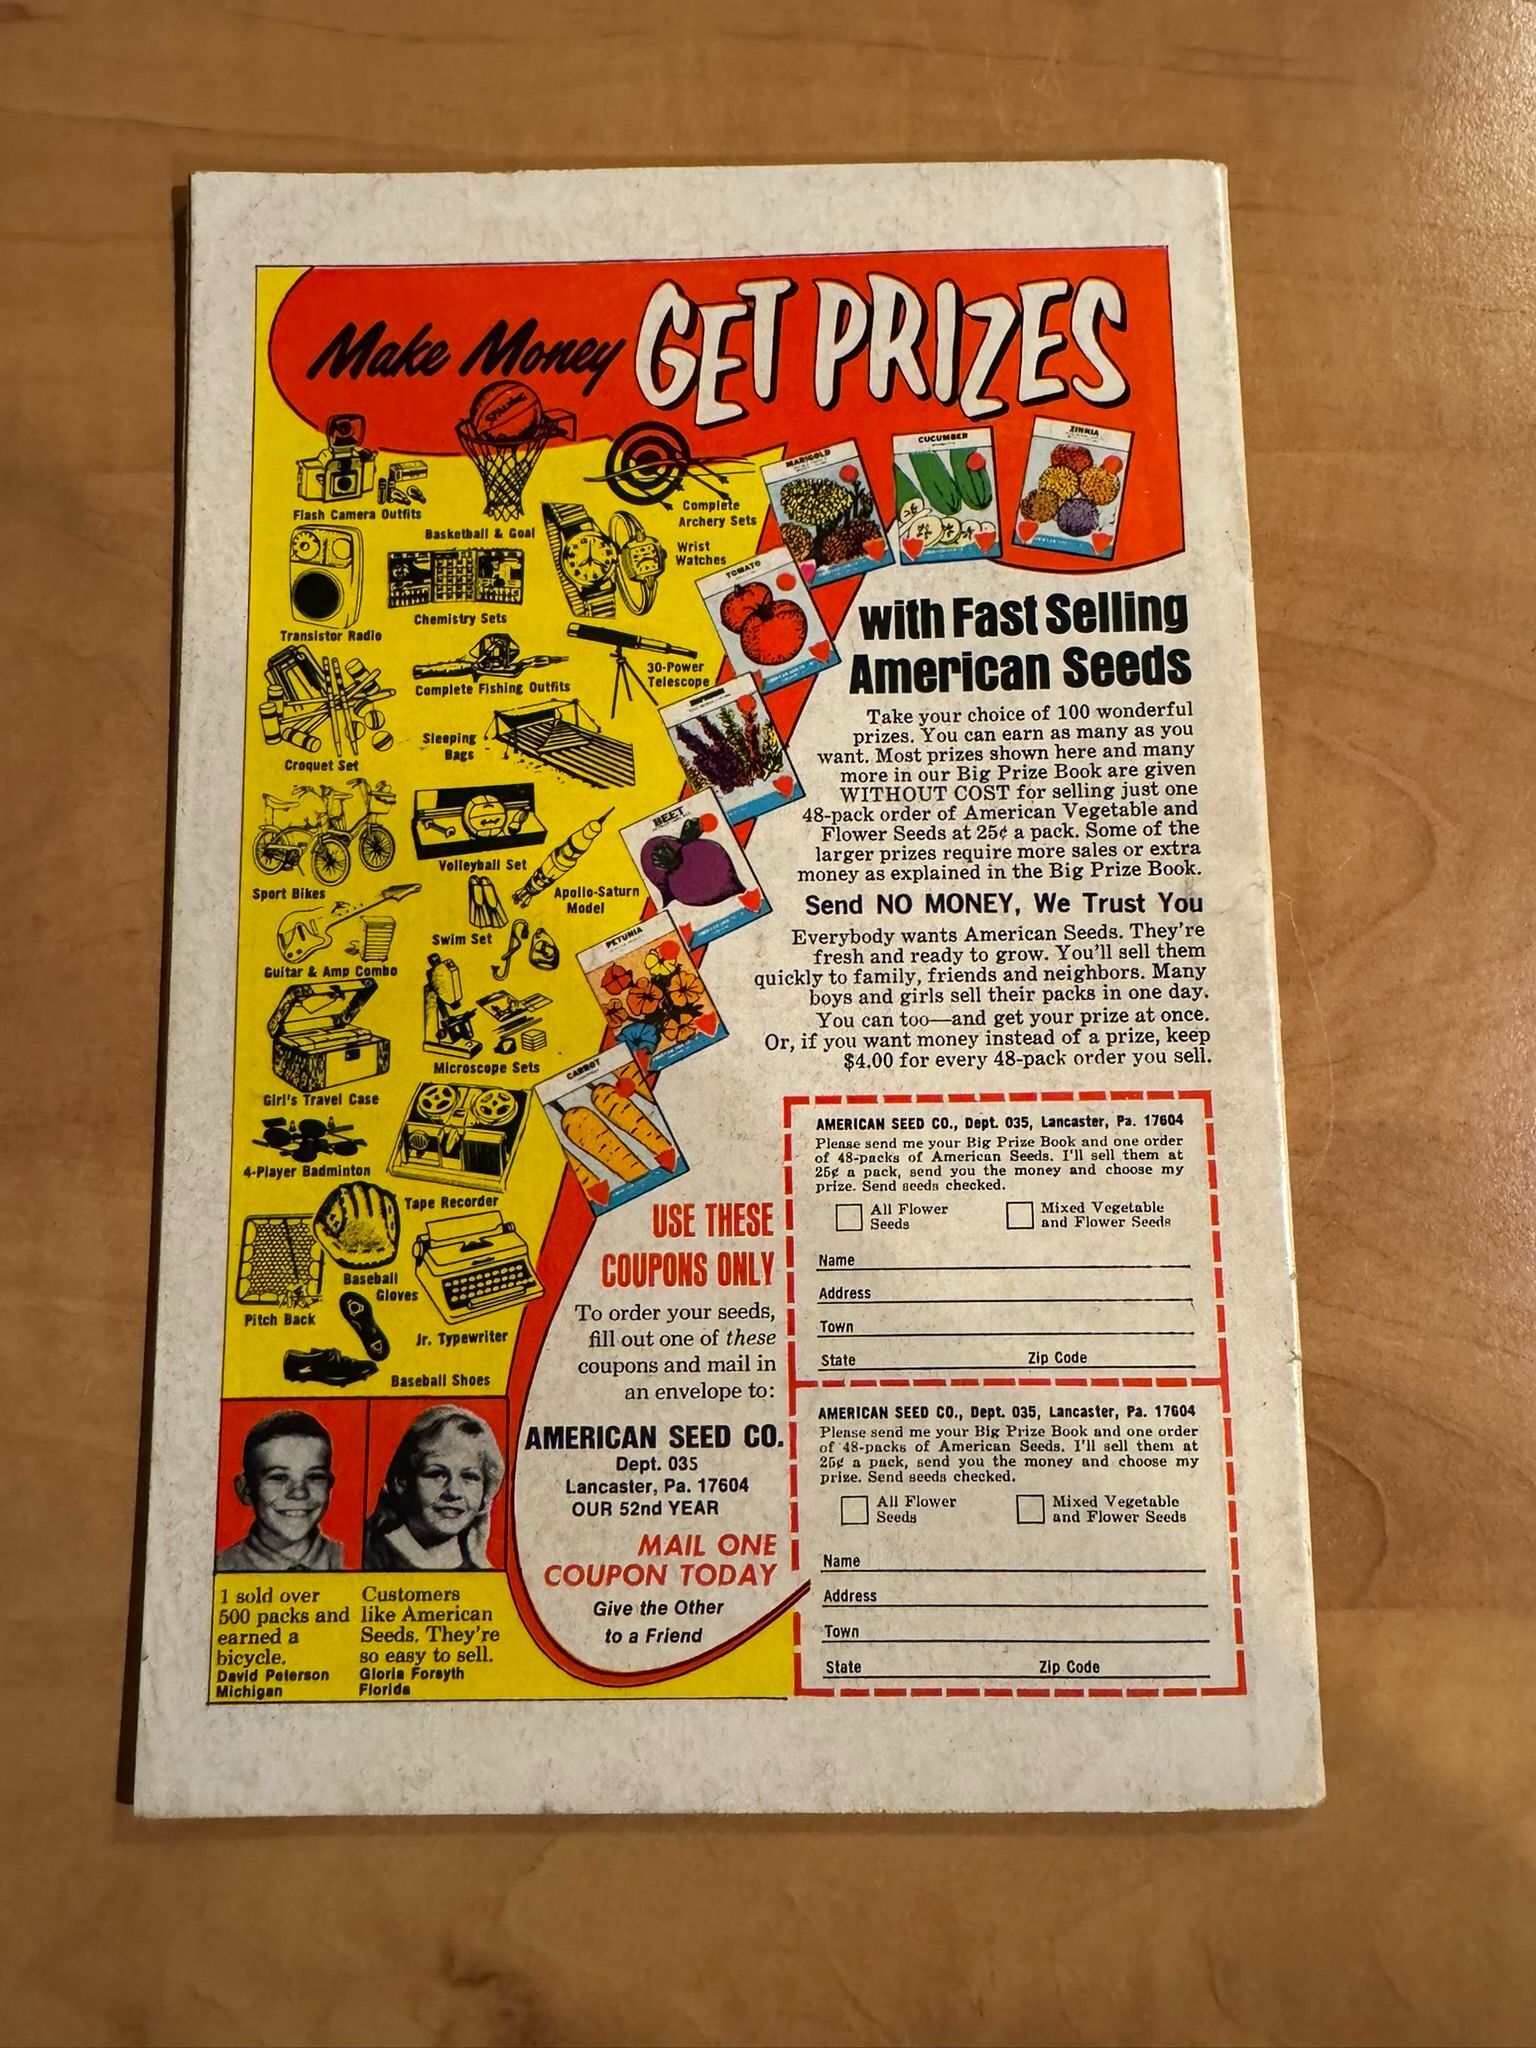 Make Money GET PRIZES
SPALDING
Flash Camera Outfits
Basketball & Goal
Complete
Archery Sets
Transistor Radio
Chemistry Sets
Wrist
Watches
Complete Fishing Outfits
30-Power
Telescope
Croquet Set
Sleeping
Bags
Sport Bikes
Volleyball Set
Apollo-Saturn
Model
Swim Set
Guitar & Amp Combo
Girl's Travel Case
Microscope Sets
4-Player Badminton
Tape Recorder
Baseball
Gloves
Pitch Back
Jr. Typewriter
Baseball Shoes
MARIGOLD
CUCUMBER
ZINNIA
TOMATO
BEET
PETUNIA
CARROT
with Fast Selling
American Seeds
Take your choice of 100 wonderful
prizes. You can earn as many as you
want. Most prizes shown here and many
more in our Big Prize Book are given
WITHOUT COST for selling just one
48-pack order of American Vegetable and
Flower Seeds at 25¢ a pack. Some of the
larger prizes require more sales or extra
money as explained in the Big Prize Book.
Send NO MONEY, We Trust You
Everybody wants American Seeds. They're
fresh and ready to grow. You'll sell them
quickly to family, friends and neighbors. Many
boys and girls sell their packs in one day.
You can too—and get your prize at once.
Or, if you want money instead of a prize, keep
$4.00 for every 48-pack order you sell.
USE THESE
COUPONS ONLY
To order your seeds,
fill out one of these
coupons and mail in
an envelope to:
AMERICAN SEED CO.
Dept. 035
Lancaster, Pa. 17604
OUR 52nd YEAR
MAIL ONE
COUPON TODAY
Give the Other
to a Friend
AMERICAN SEED CO., Dept. 035, Lancaster, Pa. 17604
Please send me your Big Prize Book and one order
of 48-packs of American Seeds. I'll sell them at
25¢ a pack, send you the money and choose my
prize. Send seeds checked.
All Flower
Seeds
Mixed Vegetable
and Flower Seeds
Name
Address
Town
State Zip Code
AMERICAN SEED CO., Dept. 035, Lancaster, Pa. 17604
Please send me your Big Prize Book and one order
of 48-packs of American Seeds. I'll sell them at
25¢ a pack, send you the money and choose my
prize. Send seeds checked.
All Flower
Seeds
Mixed Vegetable
and Flower Seeds
Name
Address
Town
State Zip Code
I sold over
500 packs and
earned a
bicycle.
David Peterson
Michigan
Customers
like American
Seeds. They're
so easy to sell.
Gloria Forsyth
Florida